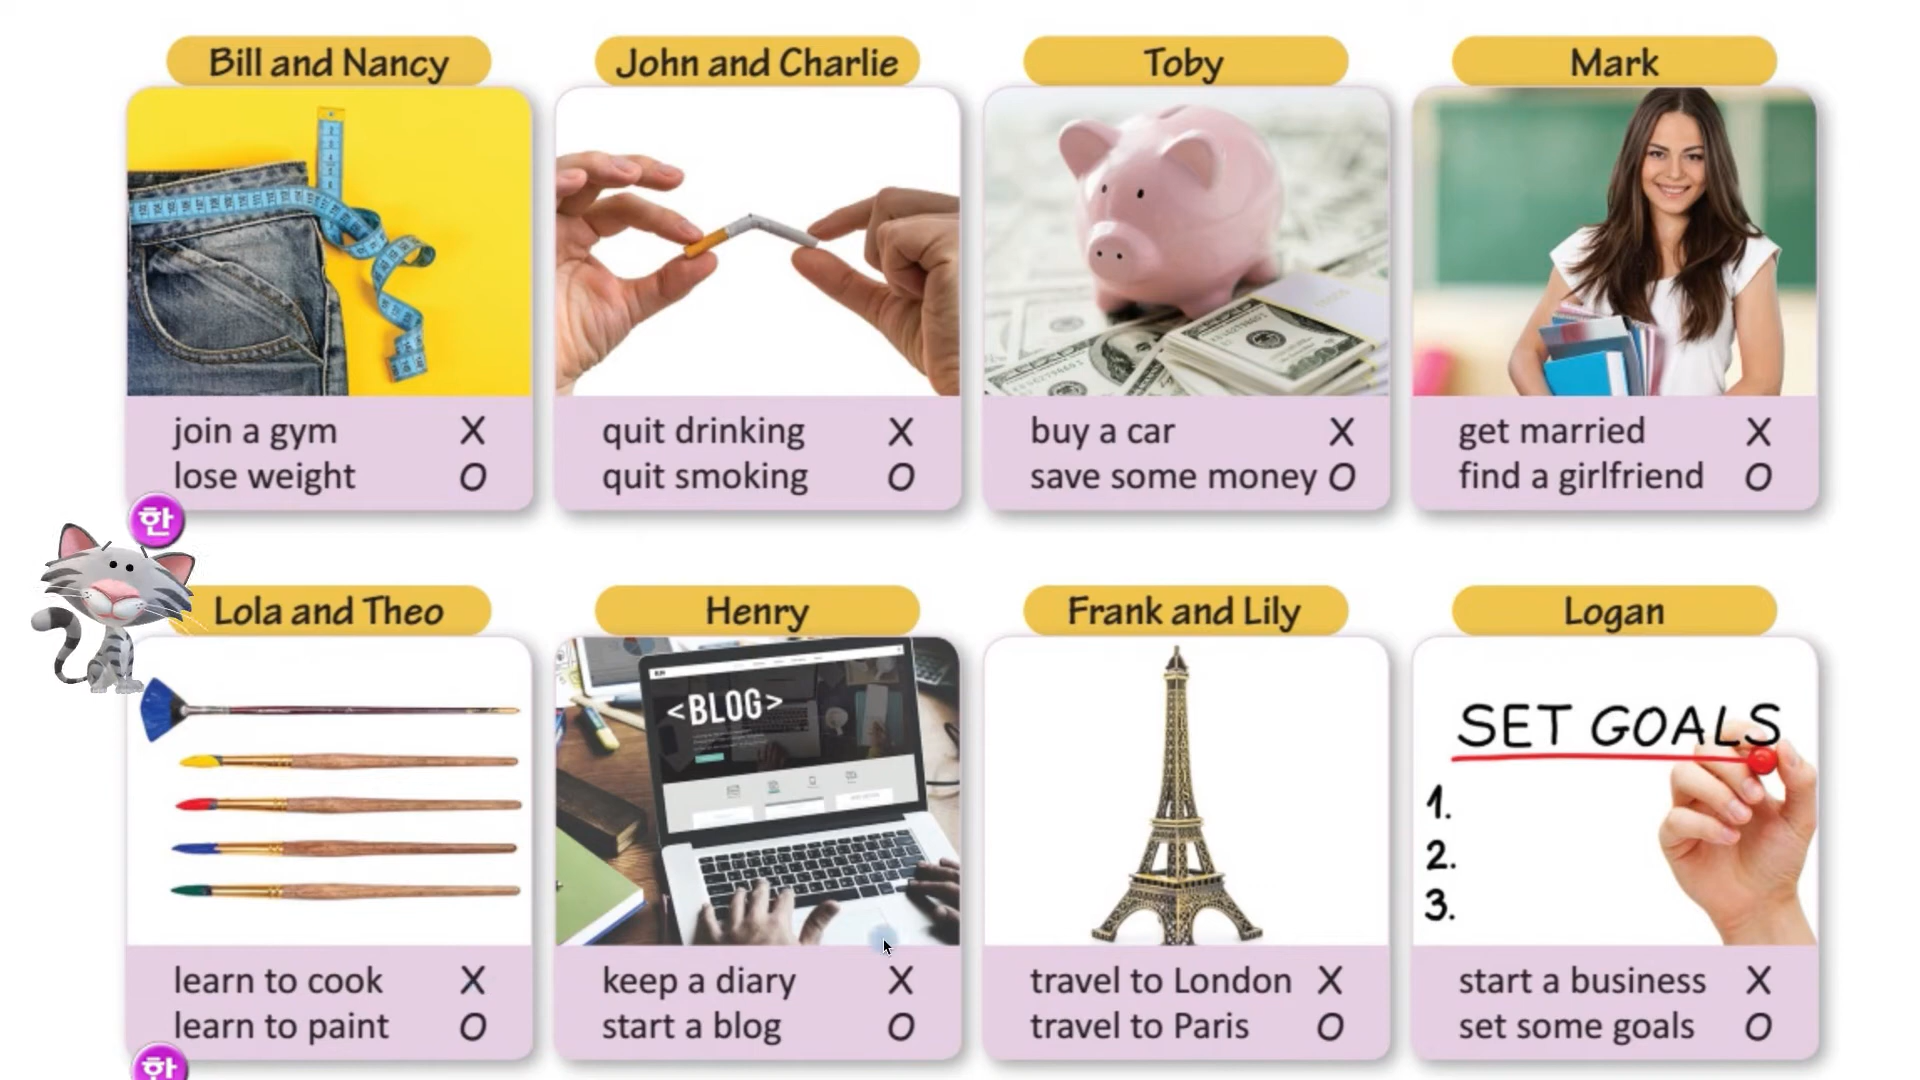 Bill and Nancy
join a gym X
lose weight O
John and Charlie
quit drinking X
quit smoking O
Toby
buy a car X
save some money O
Mark
get married X
find a girlfriend O
한
Lola and Theo
learn to cook X
learn to paint O
Henry
<BLOG>
keep a diary X
start a blog O
Frank and Lily
travel to London X
travel to Paris O
Logan
SET GOALS
1.
2.
3.
start a business X
set some goals O
한